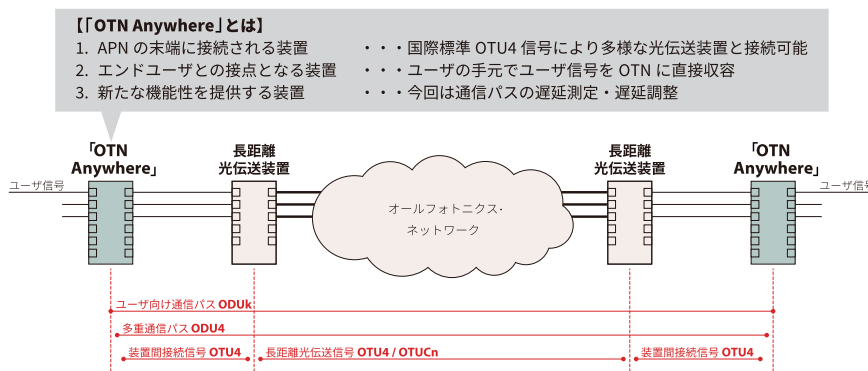 【「OTN Anywhere」とは】
1. APN の末端に接続される装置 ・・・国際標準 OTU4 信号により多様な光伝送装置と接続可能
2. エンドユーザとの接点となる装置 ・・・ユーザの手元でユーザ信号を OTN に直接収容
3. 新たな機能性を提供する装置 ・・・今回は通信パスの遅延測定・遅延調整
「OTN
Anywhere」
長距離
光伝送装置
長距離
光伝送装置
「OTN
Anywhere」
ユーザ信号
ユーザ信号
オールフォトニクス・
ネットワーク
ユーザ向け通信パス ODUk
多重通信パス ODU4
装置間接続信号 OTU4
長距離光伝送信号 OTU4 / OTUCn
装置間接続信号 OTU4